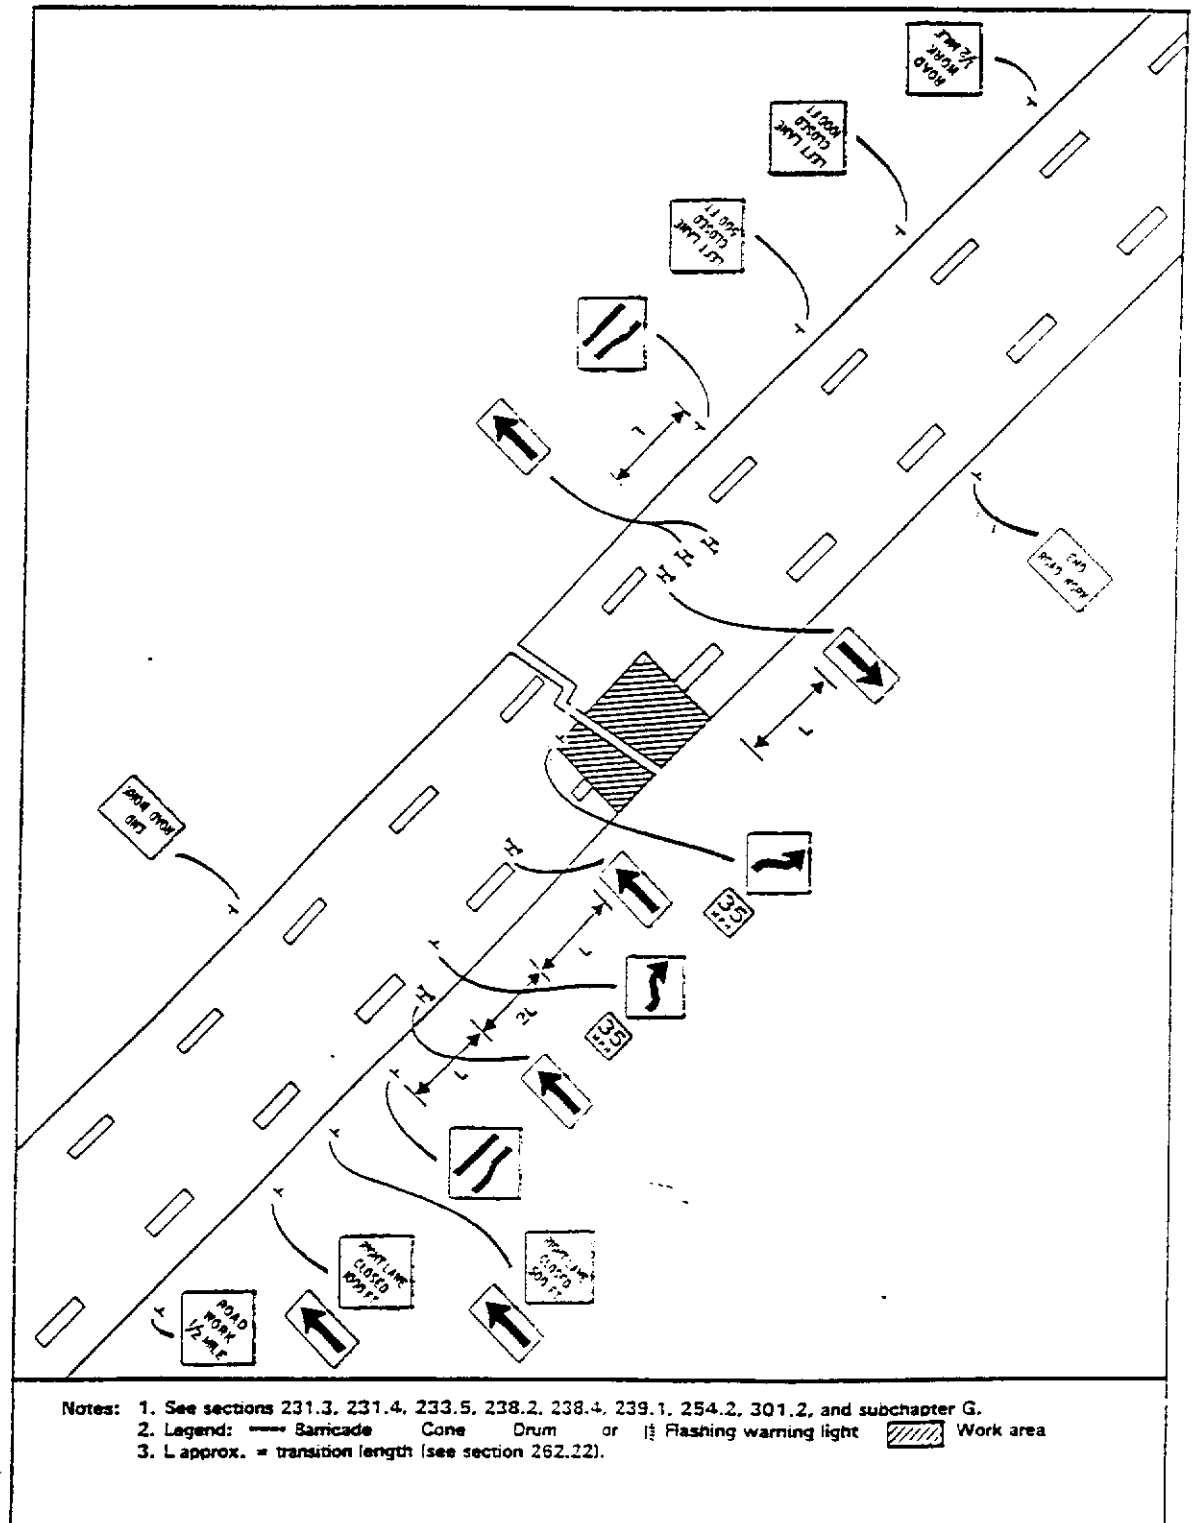 ROAD
WORK
1/2 MILE
LEFT LANE
CLOSED
1000 FT
LEFT LANE
CLOSED
500 FT
L
END
ROAD WORK
L
END
ROAD WORK
35
M.P.H.
L
2L
35
M.P.H.
L
RIGHT LANE
CLOSED
1000 FT
RIGHT LANE
CLOSED
500 FT
ROAD
WORK
1/2 MILE
Notes: 1. See sections 231.3, 231.4, 233.5, 238.2, 238.4, 239.1, 254.2, 301.2, and subchapter G.
2. Legend: Barricade Cone Drum or Flashing warning light Work area
3. L approx. = transition length (see section 262.22).